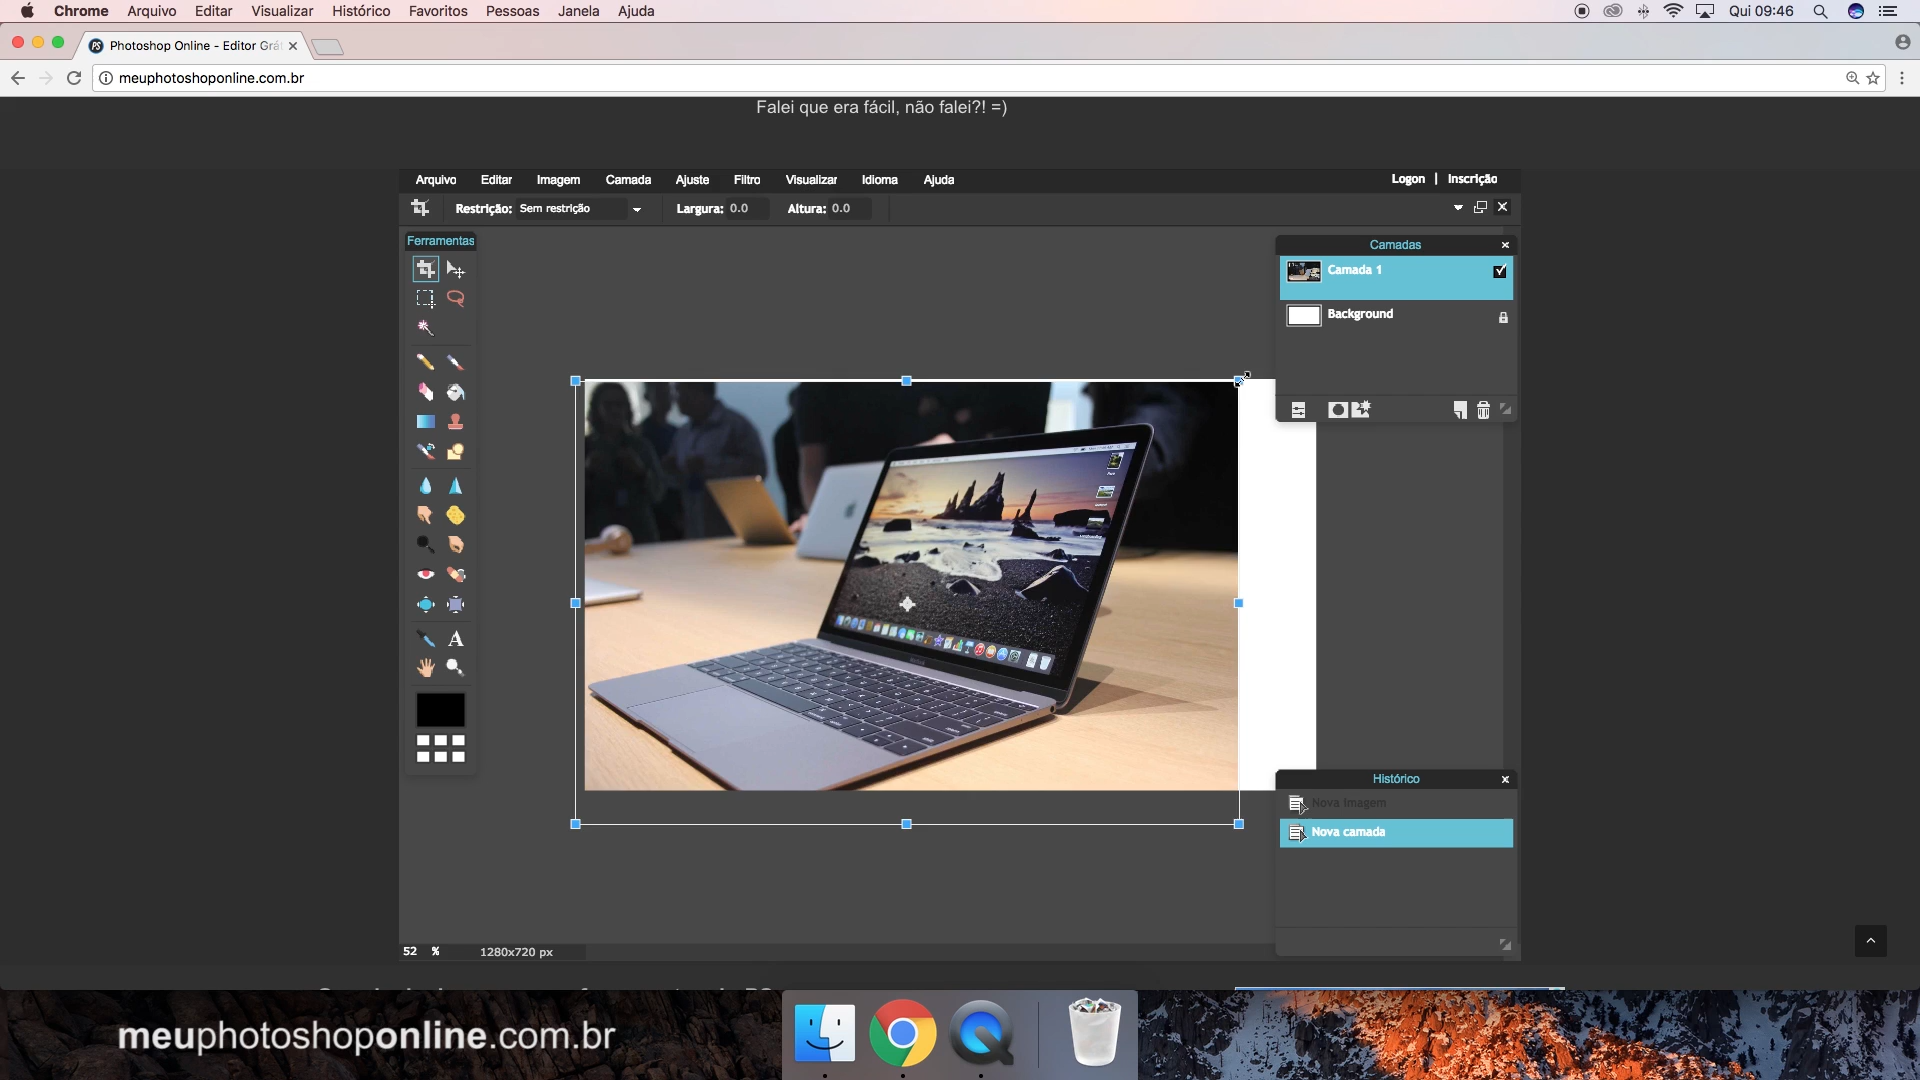 Chrome Arquivo Editar Visualizar Histórico Favoritos Pessoas Janela Ajuda Qui 09:46
Photoshop Online - Editor Grá
meuphotoshoponline.com.br
Falei que era fácil, não falei?! =)
Arquivo Editar Imagem Camada Ajuste Filtro Visualizar Idioma Ajuda Logon | Inscrição
Restrição: Sem restrição Largura: 0.0 Altura: 0.0
Ferramentas
Camadas
Camada 1
Background
A
Histórico
Nova imagem
Nova camada
52 % 1280x720 px
meuphotoshoponline.com.br